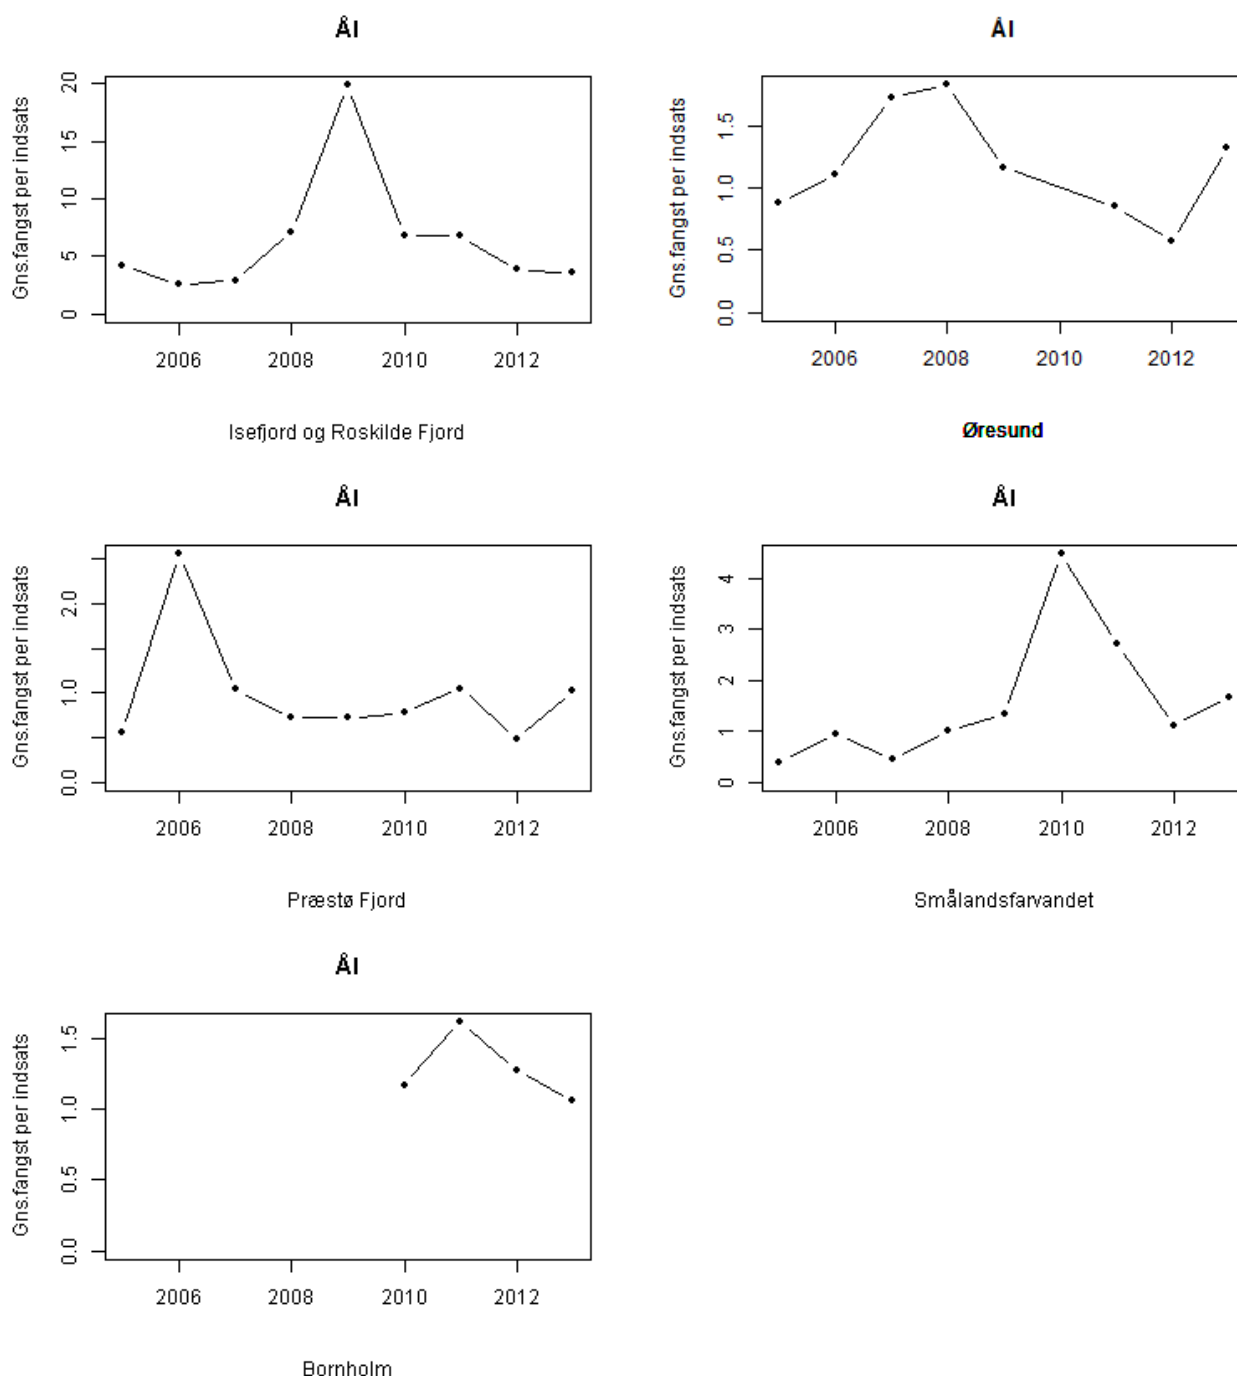 Ål
Gns.fangst per indsats
0 5 10 15 20
2006 2008 2010 2012
Isefjord og Roskilde Fjord
Ål
Gns.fangst per indsats
0.0 0.5 1.0 1.5
2006 2008 2010 2012
Øresund
Ål
Gns.fangst per indsats
0.0 1.0 2.0
2006 2008 2010 2012
Præstø Fjord
Ål
Gns.fangst per indsats
0 1 2 3 4
2006 2008 2010 2012
Smålandsfarvandet
Ål
Gns.fangst per indsats
0.0 0.5 1.0 1.5
2006 2008 2010 2012
Bornholm